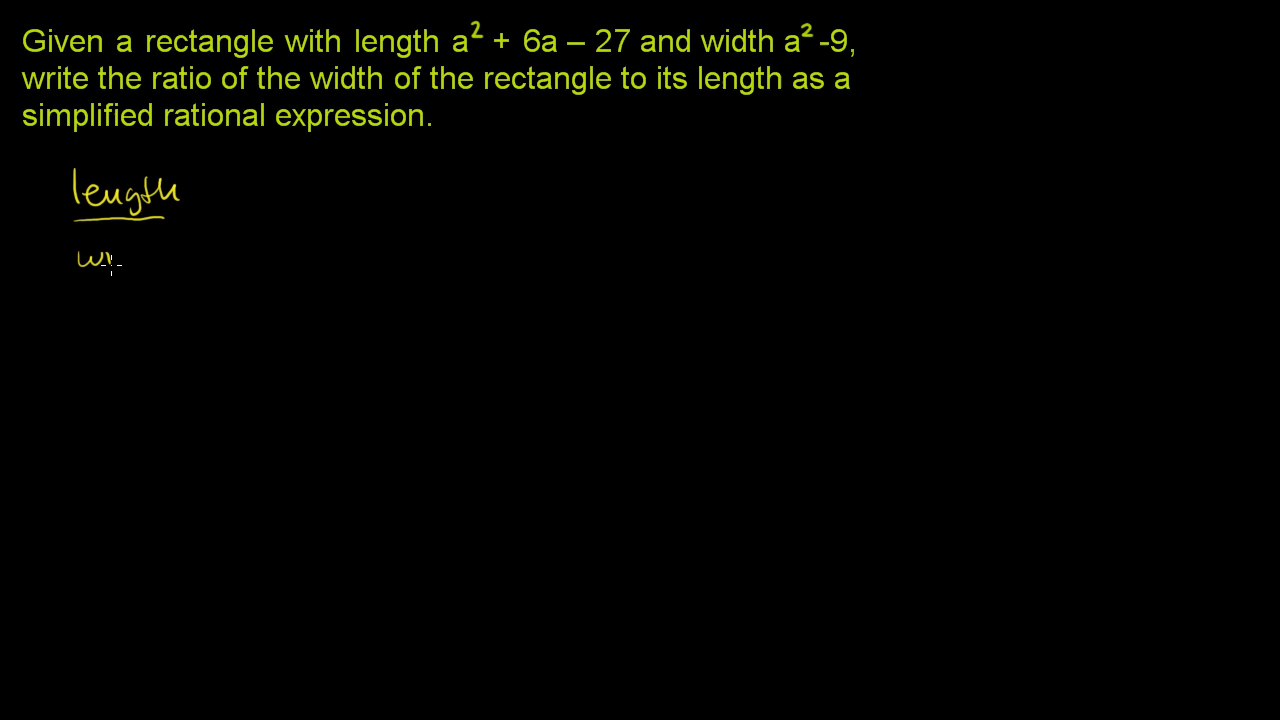 Given a rectangle with length a² + 6a – 27 and width a² -9,
write the ratio of the width of the rectangle to its length as a
simplified rational expression.
length